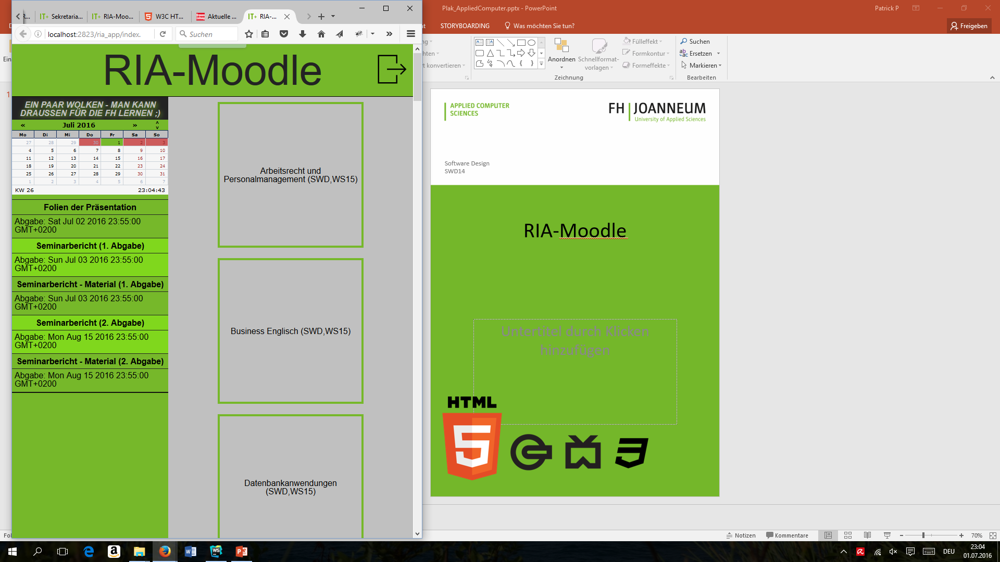 R...
IT+ Sekretaria...
IT+ RIA-Moo...
W3C HT...
Aktuelle ...
IT+ RIA-...
localhost:2823/ria_app/index.
Suchen
RIA-Moodle
EIN PAAR WOLKEN - MAN KANN
DRAUSSEN FÜR DIE FH LERNEN ;)
« Juli 2016 »
Mo Di Mi Do Fr Sa So
27 28 29 30 1 2 3
4 5 6 7 8 9 10
11 12 13 14 15 16 17
18 19 20 21 22 23 24
25 26 27 28 29 30 31
1 2 3 4 5 6 7
KW 26 23:04:43
Folien der Präsentation
Abgabe: Sat Jul 02 2016 23:55:00
GMT+0200
Seminarbericht (1. Abgabe)
Abgabe: Sun Jul 03 2016 23:55:00
GMT+0200
Seminarbericht - Material (1. Abgabe)
Abgabe: Sun Jul 03 2016 23:55:00
GMT+0200
Seminarbericht (2. Abgabe)
Abgabe: Mon Aug 15 2016 23:55:00
GMT+0200
Seminarbericht - Material (2. Abgabe)
Abgabe: Mon Aug 15 2016 23:55:00
GMT+0200
Arbeitsrecht und
Personalmanagement (SWD,WS15)
Business Englisch (SWD,WS15)
Datenbankanwendungen
(SWD,WS15)
Plak_AppliedComputer.pptx - PowerPoint
Patrick P
STORYBOARDING
Was möchten Sie tun?
Freigeben
Ein
t konvertieren
Anordnen
Schnellformat-
vorlagen
Fülleffekt
Formkontur
Formeffekte
Zeichnung
Suchen
Ersetzen
Markieren
Bearbeiten
1
APPLIED COMPUTER
SCIENCES
FH JOANNEUM
University of Applied Sciences
Software Design
SWD14
RIA-Moodle
Untertitel durch Klicken
hinzufügen
HTML
5
Fol
Notizen
Kommentare
70%
DEU
23:04
01.07.2016